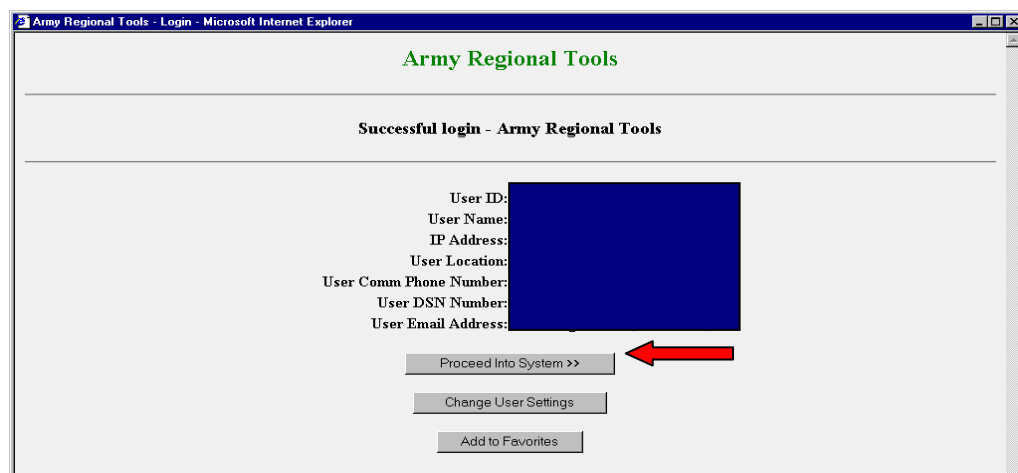 Army Regional Tools - Login - Microsoft Internet Explorer
Army Regional Tools
Successful login - Army Regional Tools
User ID:
User Name:
IP Address:
User Location:
User Comm Phone Number:
User DSN Number:
User Email Address:
Proceed Into System >>
Change User Settings
Add to Favorites